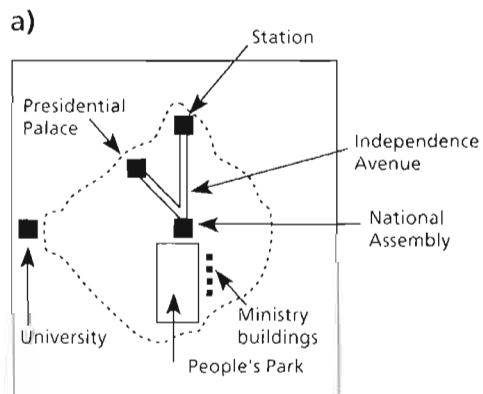 a)
Station
Presidential
Palace
Independence
Avenue
National
Assembly
Ministry
buildings
University
People's Park